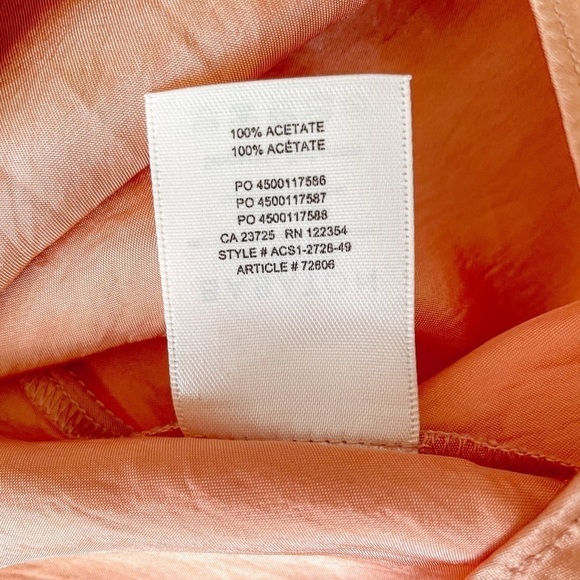 100% ACETATE
100% ACÉTATE
PO 4500117586
PO 4500117587
PO 4500117588
CA 23725 RN 122354
STYLE # ACS1-2728-49
ARTICLE # 72606